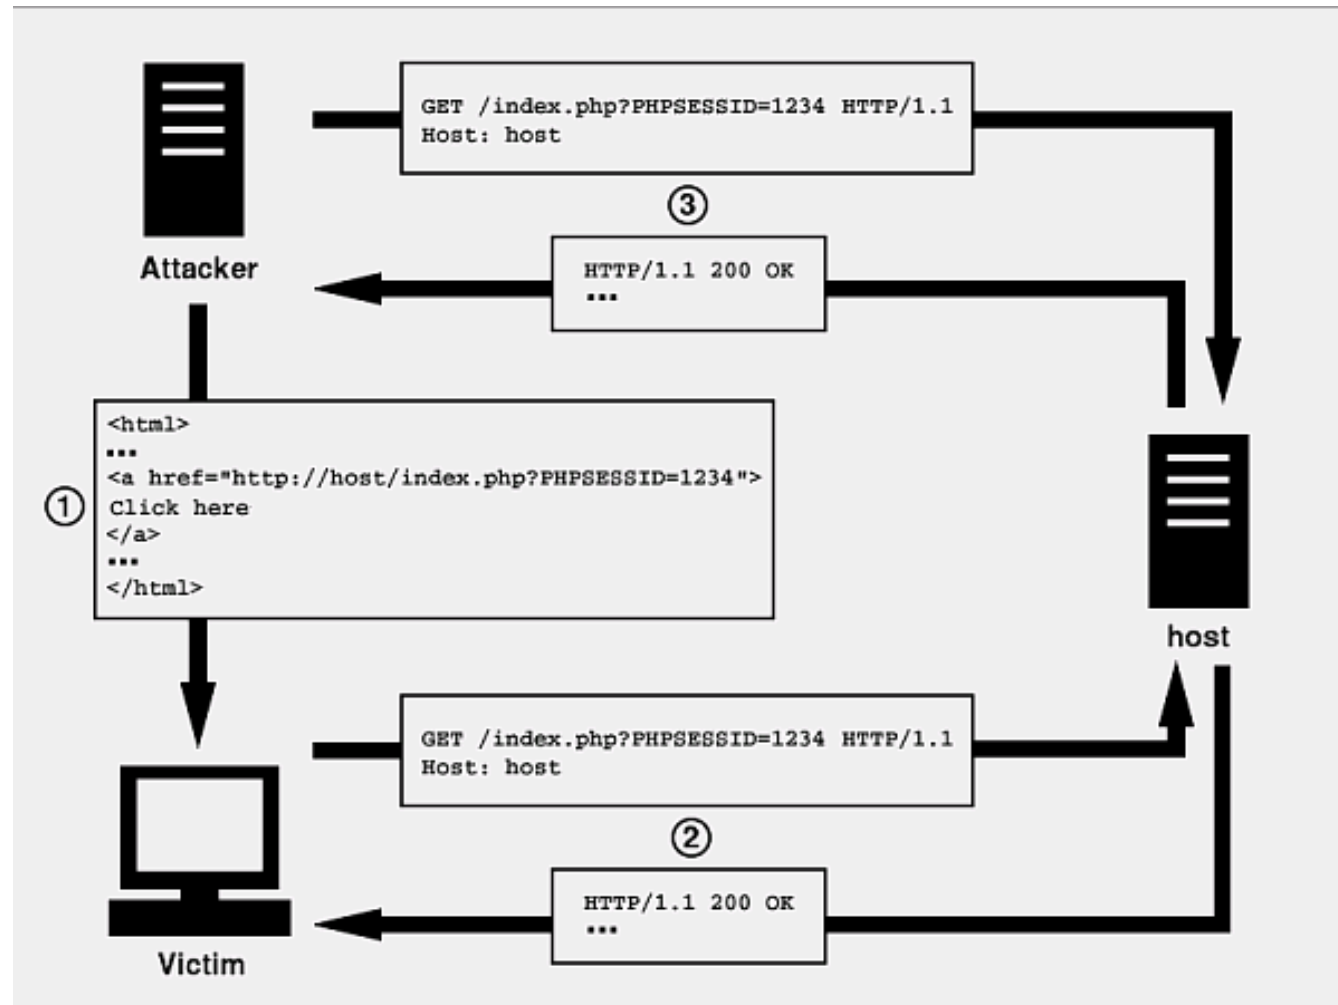 GET /index.php?PHPSESSID=1234 HTTP/1.1
Host: host
③
HTTP/1.1 200 OK
...
Attacker
<html>
...
<a href="http://host/index.php?PHPSESSID=1234">
①
Click here
</a>
...
</html>
host
GET /index.php?PHPSESSID=1234 HTTP/1.1
Host: host
②
HTTP/1.1 200 OK
...
Victim